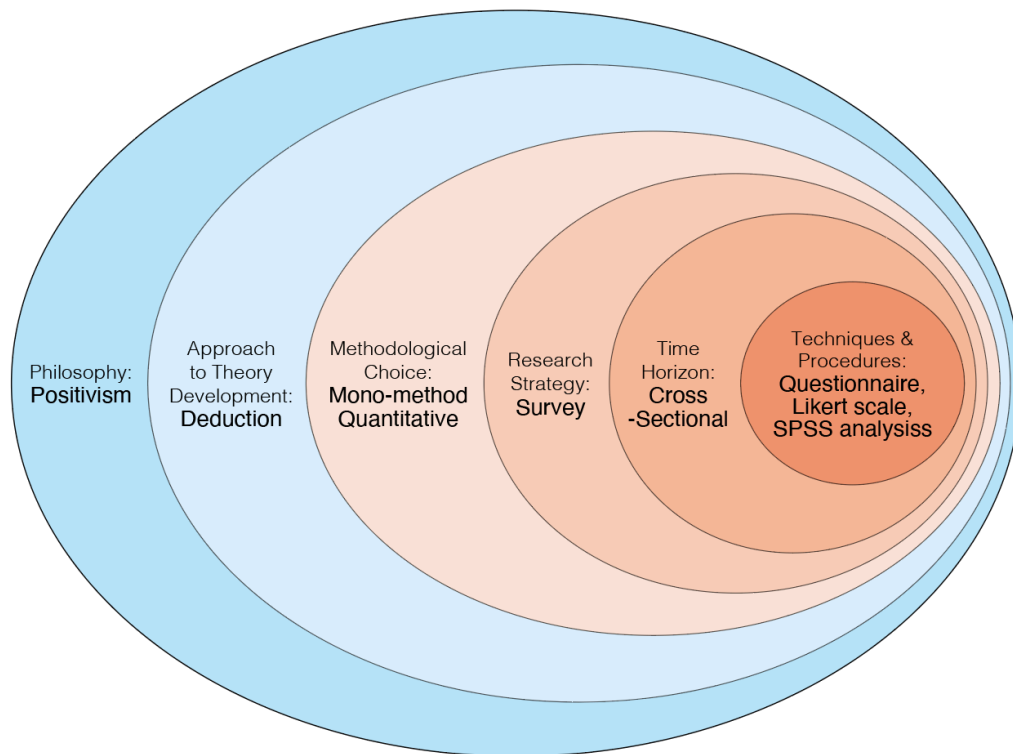 Philosophy:
Positivism
Approach
to Theory
Development:
Deduction
Methodological
Choice:
Mono-method
Quantitative
Research
Strategy:
Survey
Time
Horizon:
Cross
-Sectional
Techniques &
Procedures:
Questionnaire,
Likert scale,
SPSS analysiss